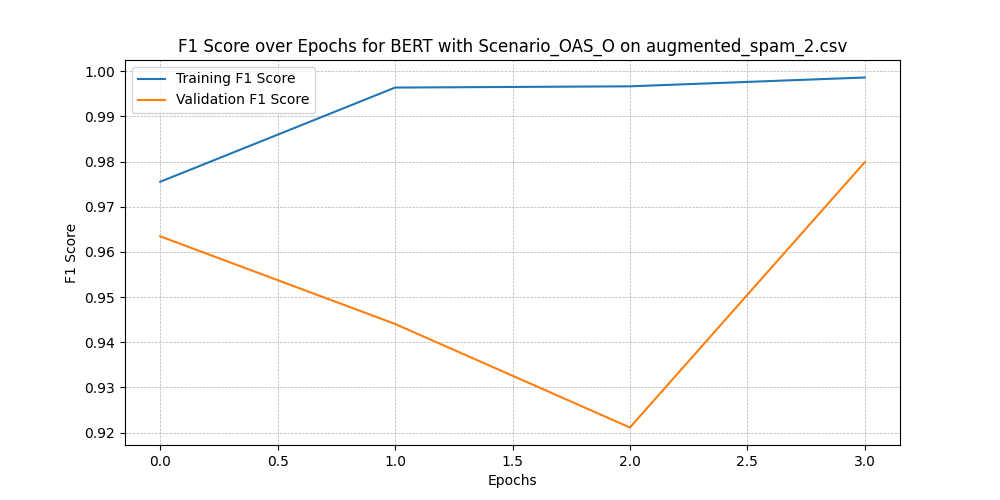 F1 Score over Epochs for BERT with Scenario_OAS_O on augmented_spam_2.csv
Training F1 Score
Validation F1 Score
1.00
0.99
0.98
0.97
0.96
0.95
0.94
0.93
0.92
F1 Score
0.0 0.5 1.0 1.5 2.0 2.5 3.0
Epochs